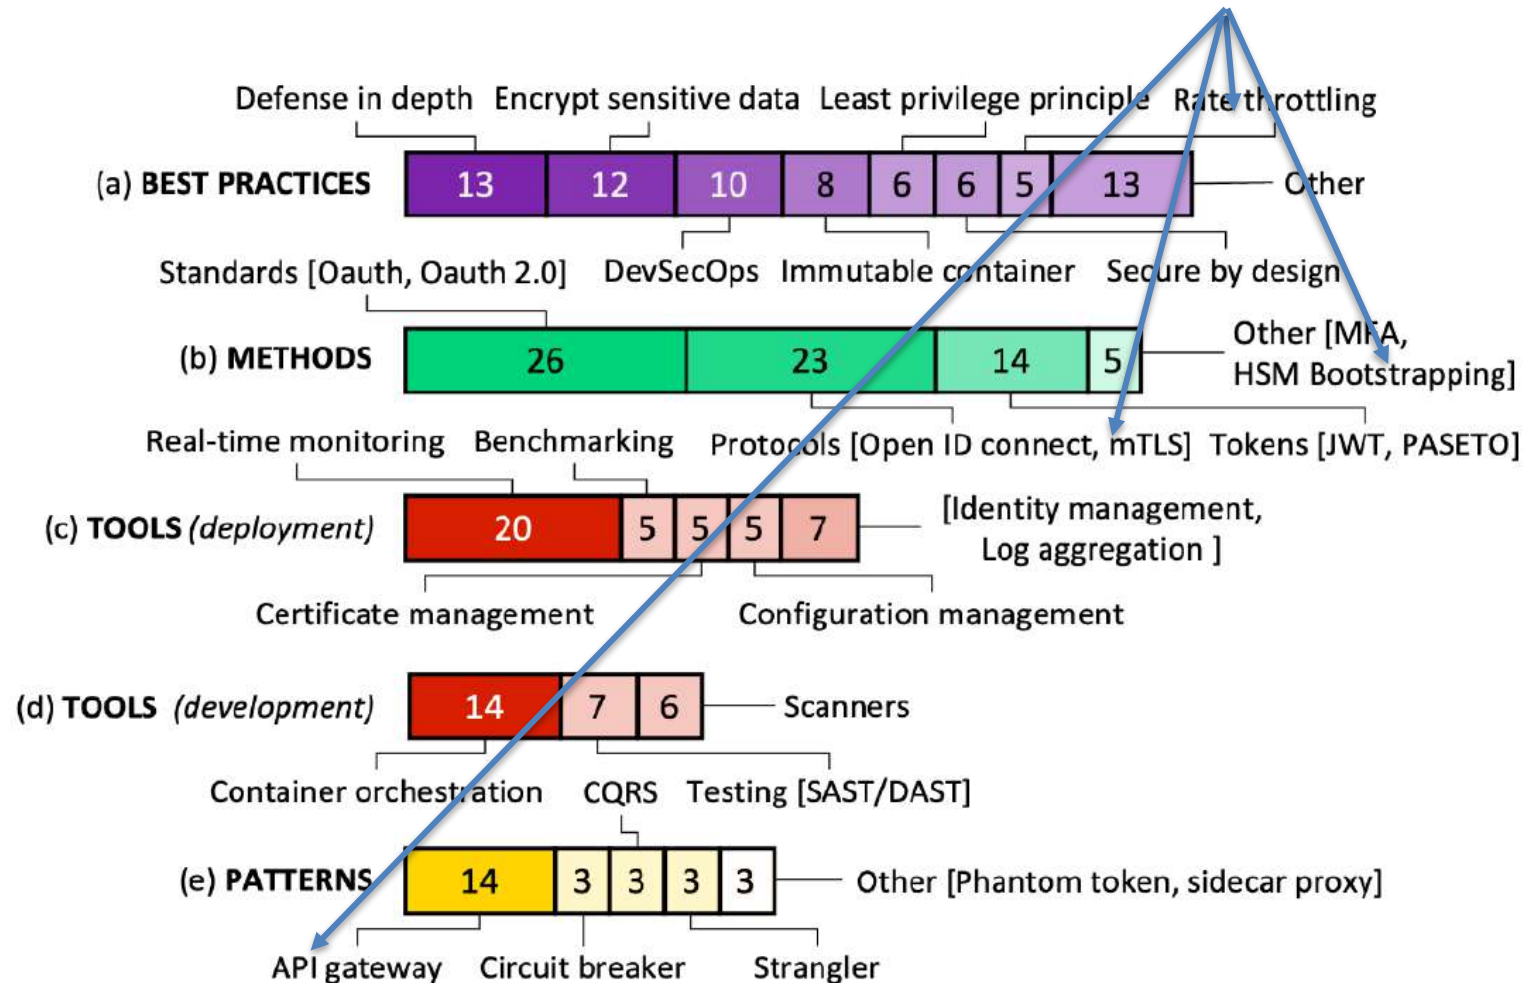 Defense in depth Encrypt sensitive data Least privilege principle Rate throttling
(a) BEST PRACTICES 13 12 10 8 6 6 5 13 Other
Standards [Oauth, Oauth 2.0] DevSecOps Immutable container Secure by design
(b) METHODS 26 23 14 5 Other [MFA,
HSM Bootstrapping]
Real-time monitoring Benchmarking Protocols [Open ID connect, mTLS] Tokens [JWT, PASETO]
(c) TOOLS (deployment) 20 5 5 5 7 [Identity management,
Log aggregation ]
Certificate management Configuration management
(d) TOOLS (development) 14 7 6 Scanners
Container orchestration CQRS Testing [SAST/DAST]
(e) PATTERNS 14 3 3 3 3 Other [Phantom token, sidecar proxy]
API gateway Circuit breaker Strangler